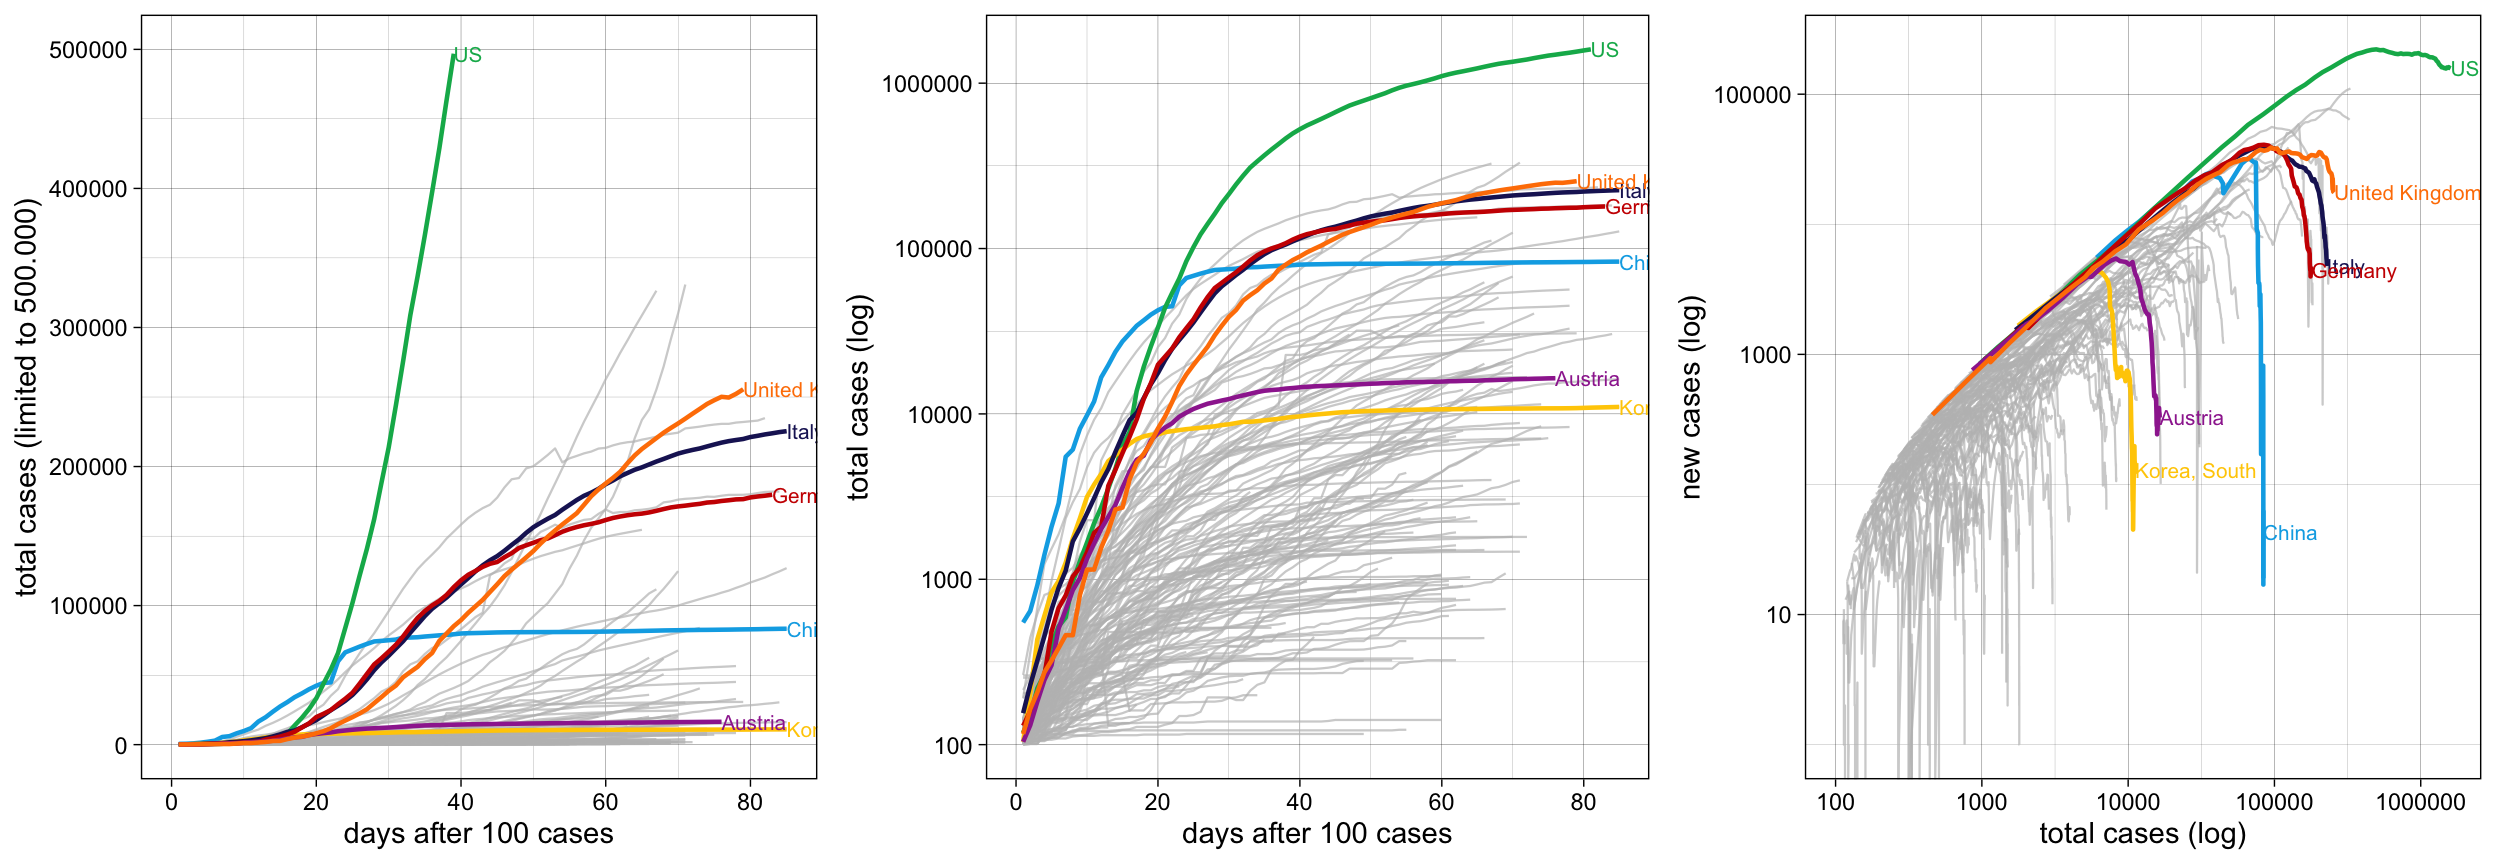 total cases (limited to 500.000)
500000
400000
300000
200000
100000
0
US
United K
Italy
Germ
Chi
Austria
Kor
0
20
40
60
80
days after 100 cases
total cases (log)
1000000
100000
10000
1000
100
US
United K
Ital
Germ
Chi
Austria
Kor
0
20
40
60
80
days after 100 cases
new cases (log)
100000
1000
10
US
United Kingdom
Italy
Germany
Austria
Korea, South
China
100
1000
10000
100000
1000000
total cases (log)